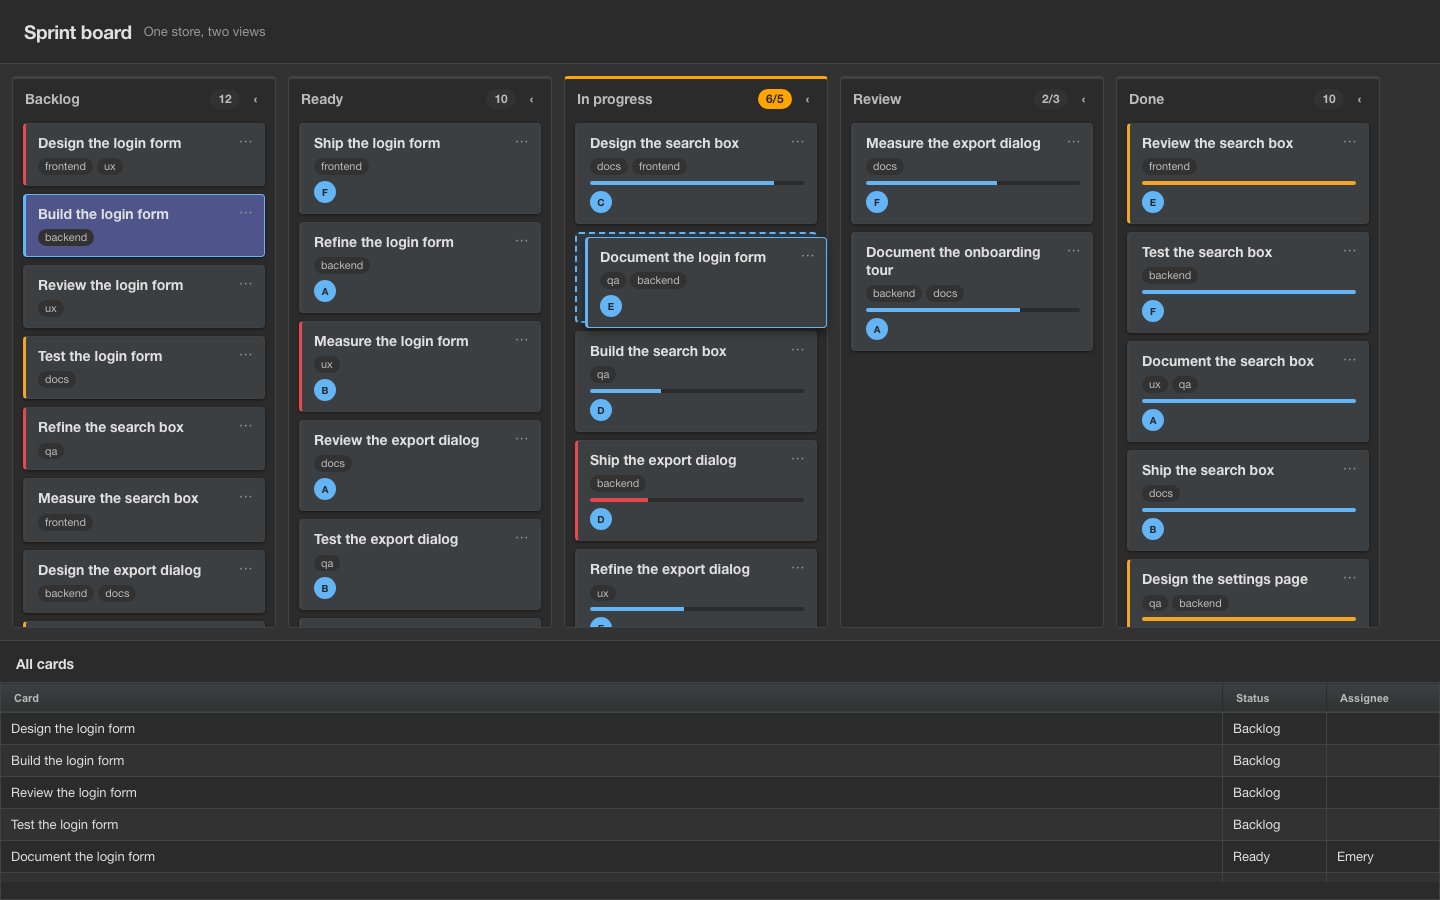 Sprint board One store, two views
Backlog 12 ‹
Design the login form ···
frontend ux
Build the login form ···
backend
Review the login form ···
ux
Test the login form ···
docs
Refine the search box ···
qa
Measure the search box ···
frontend
Design the export dialog ···
backend docs
Ready 10 ‹
Ship the login form ···
frontend
F
Refine the login form ···
backend
A
Measure the login form ···
ux
B
Review the export dialog ···
docs
A
Test the export dialog ···
qa
B
In progress 6/5 ‹
Design the search box ···
docs frontend
C
Document the login form ···
qa backend
E
Build the search box ···
qa
D
Ship the export dialog ···
backend
D
Refine the export dialog ···
ux
Review 2/3 ‹
Measure the export dialog ···
docs
F
Document the onboarding ···
tour
backend docs
A
Done 10 ‹
Review the search box ···
frontend
E
Test the search box ···
backend
F
Document the search box ···
ux qa
A
Ship the search box ···
docs
B
Design the settings page ···
qa backend
All cards
Card Status Assignee
Design the login form Backlog
Build the login form Backlog
Review the login form Backlog
Test the login form Backlog
Document the login form Ready Emery